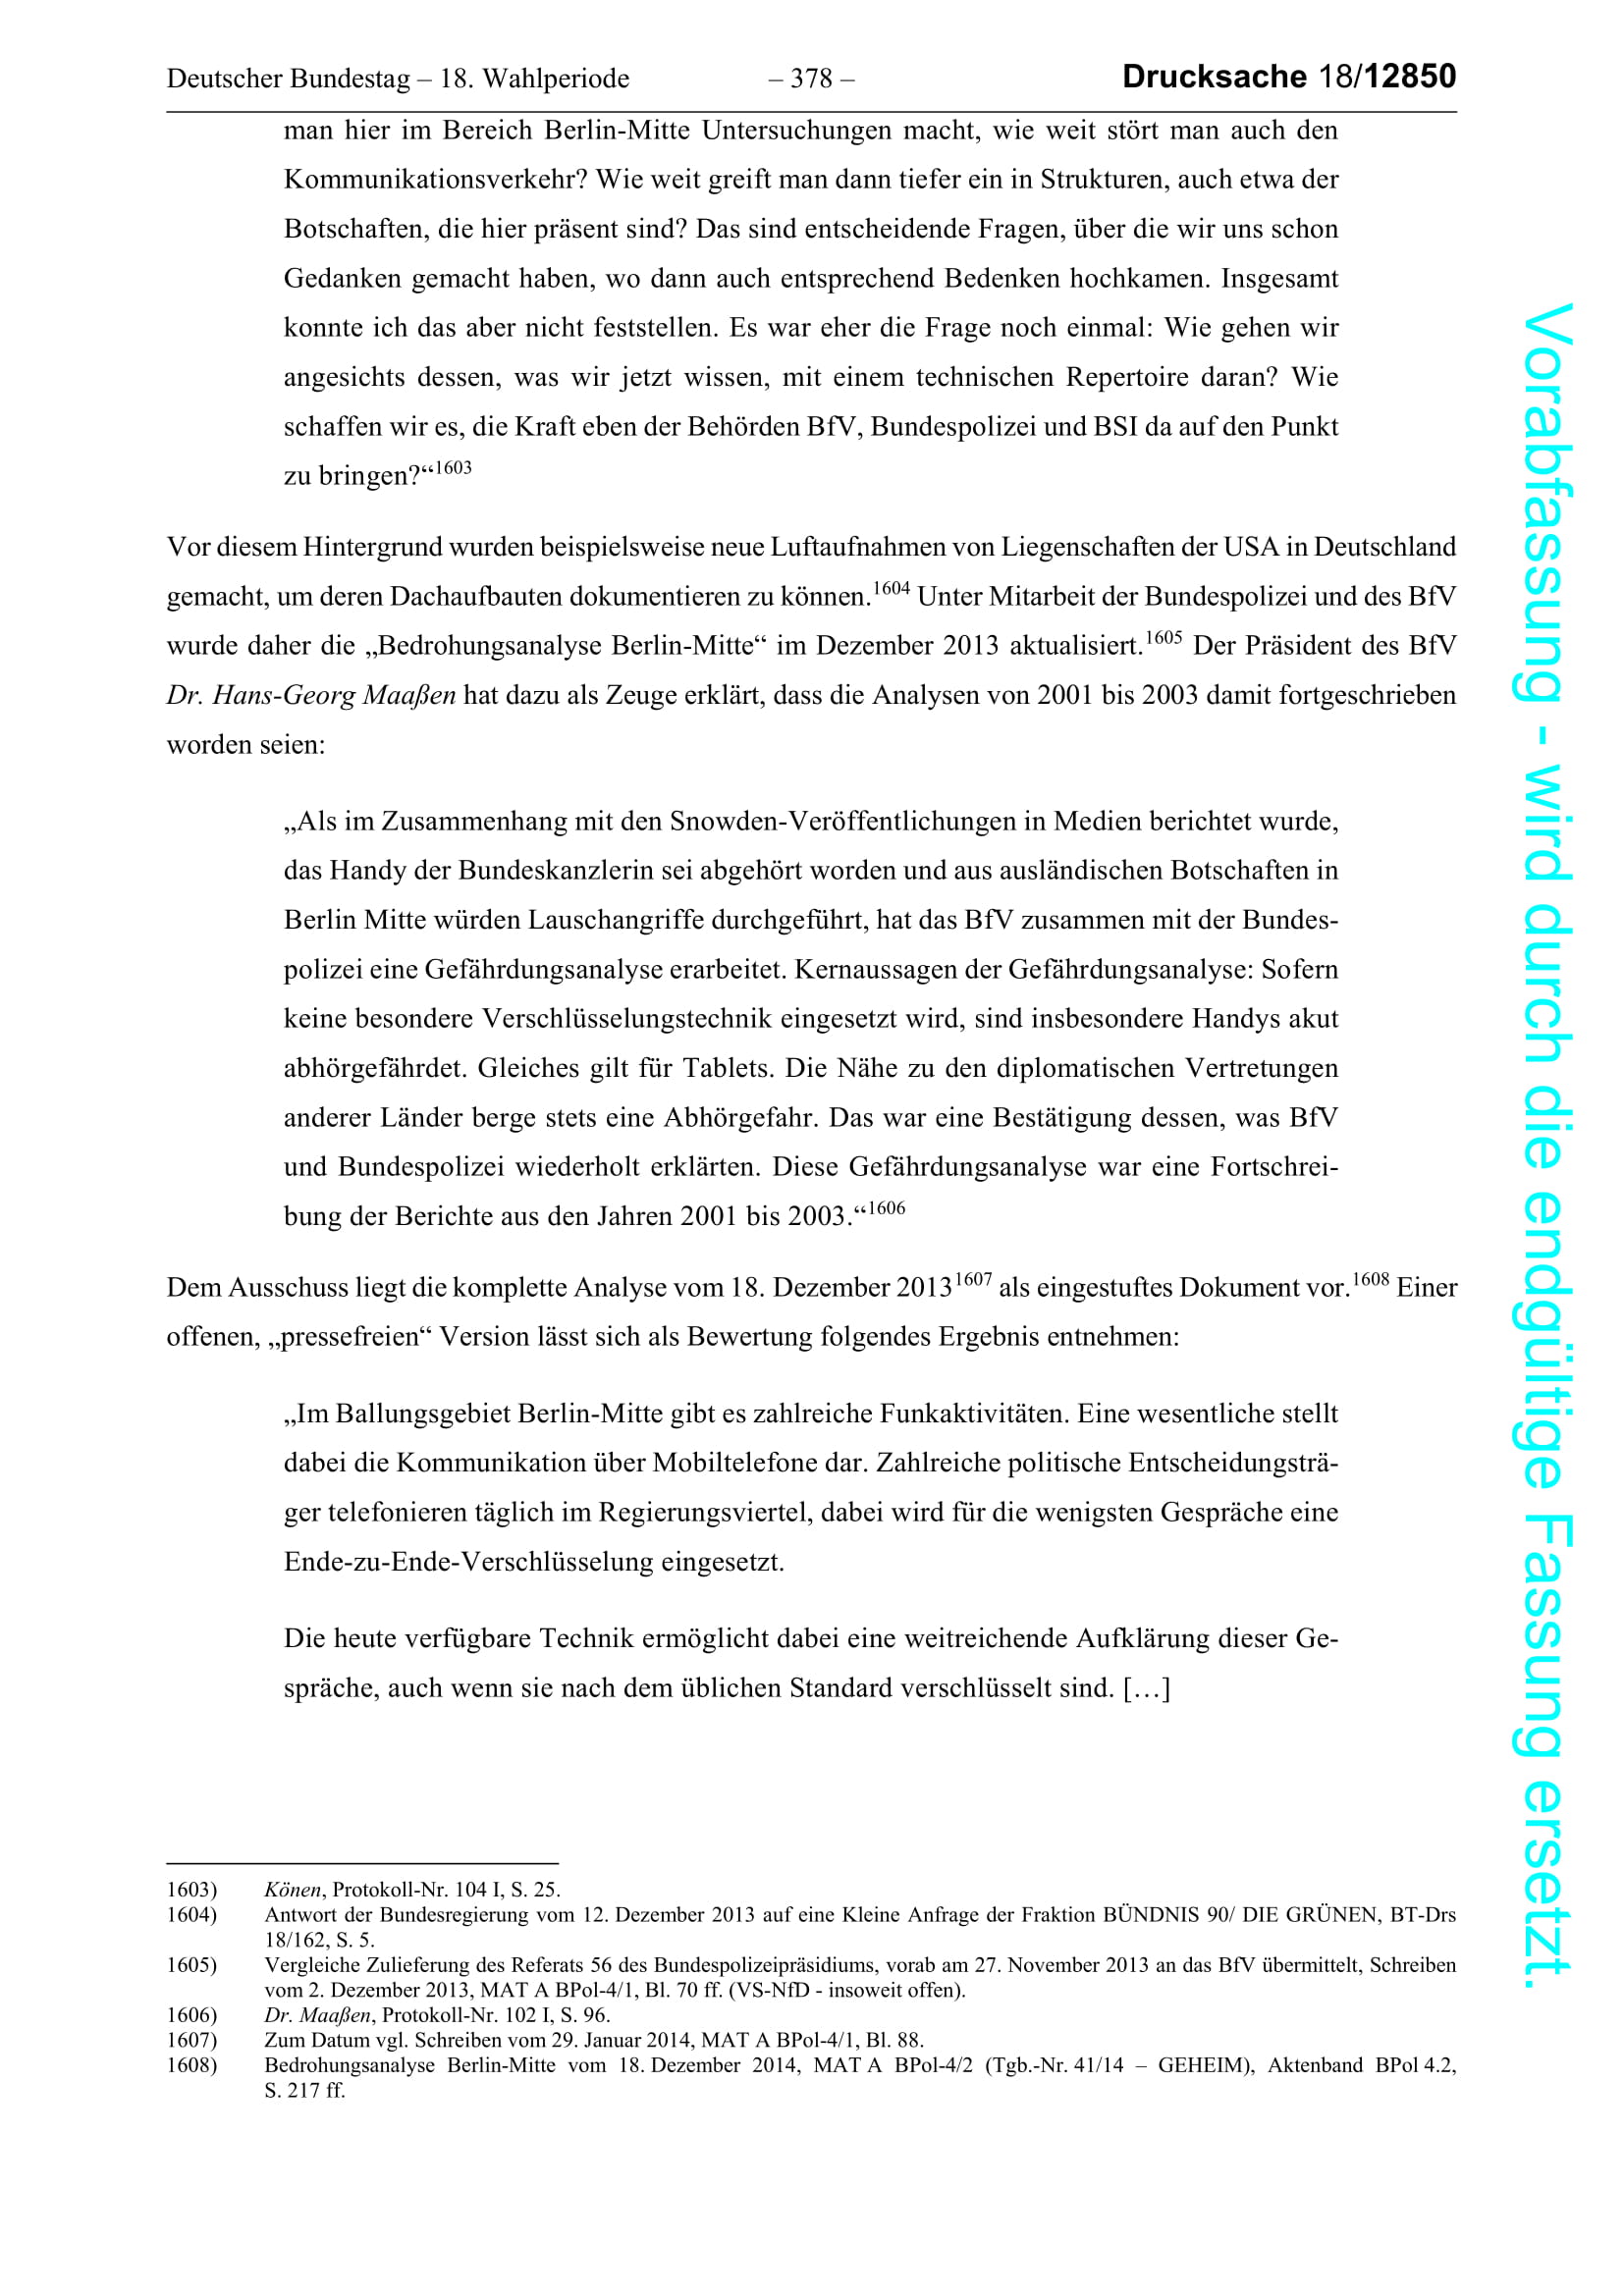 Deutscher Bundestag – 18. Wahlperiode – 378 – Drucksache 18/12850
man hier im Bereich Berlin-Mitte Untersuchungen macht, wie weit stört man auch den
Kommunikationsverkehr? Wie weit greift man dann tiefer ein in Strukturen, auch etwa der
Botschaften, die hier präsent sind? Das sind entscheidende Fragen, über die wir uns schon
Gedanken gemacht haben, wo dann auch entsprechend Bedenken hochkamen. Insgesamt
konnte ich das aber nicht feststellen. Es war eher die Frage noch einmal: Wie gehen wir
angesichts dessen, was wir jetzt wissen, mit einem technischen Repertoire daran? Wie
schaffen wir es, die Kraft eben der Behörden BfV, Bundespolizei und BSI da auf den Punkt
zu bringen?“1603
Vor diesem Hintergrund wurden beispielsweise neue Luftaufnahmen von Liegenschaften der USA in Deutschland
gemacht, um deren Dachaufbauten dokumentieren zu können.1604 Unter Mitarbeit der Bundespolizei und des BfV
wurde daher die „Bedrohungsanalyse Berlin-Mitte“ im Dezember 2013 aktualisiert.1605 Der Präsident des BfV
Dr. Hans-Georg Maaßen hat dazu als Zeuge erklärt, dass die Analysen von 2001 bis 2003 damit fortgeschrieben
worden seien:
„Als im Zusammenhang mit den Snowden-Veröffentlichungen in Medien berichtet wurde,
das Handy der Bundeskanzlerin sei abgehört worden und aus ausländischen Botschaften in
Berlin Mitte würden Lauschangriffe durchgeführt, hat das BfV zusammen mit der Bundes-
polizei eine Gefährdungsanalyse erarbeitet. Kernaussagen der Gefährdungsanalyse: Sofern
keine besondere Verschlüsselungstechnik eingesetzt wird, sind insbesondere Handys akut
abhörgefährdet. Gleiches gilt für Tablets. Die Nähe zu den diplomatischen Vertretungen
anderer Länder berge stets eine Abhörgefahr. Das war eine Bestätigung dessen, was BfV
und Bundespolizei wiederholt erklärten. Diese Gefährdungsanalyse war eine Fortschrei-
bung der Berichte aus den Jahren 2001 bis 2003.“1606
Dem Ausschuss liegt die komplette Analyse vom 18. Dezember 20131607 als eingestuftes Dokument vor.1608 Einer
offenen, „pressefreien“ Version lässt sich als Bewertung folgendes Ergebnis entnehmen:
„Im Ballungsgebiet Berlin-Mitte gibt es zahlreiche Funkaktivitäten. Eine wesentliche stellt
dabei die Kommunikation über Mobiltelefone dar. Zahlreiche politische Entscheidungsträ-
ger telefonieren täglich im Regierungsviertel, dabei wird für die wenigsten Gespräche eine
Ende-zu-Ende-Verschlüsselung eingesetzt.
Die heute verfügbare Technik ermöglicht dabei eine weitreichende Aufklärung dieser Ge-
spräche, auch wenn sie nach dem üblichen Standard verschlüsselt sind. […]
1603) Könen, Protokoll-Nr. 104 I, S. 25.
1604) Antwort der Bundesregierung vom 12. Dezember 2013 auf eine Kleine Anfrage der Fraktion BÜNDNIS 90/ DIE GRÜNEN, BT-Drs
18/162, S. 5.
1605) Vergleiche Zulieferung des Referats 56 des Bundespolizeipräsidiums, vorab am 27. November 2013 an das BfV übermittelt, Schreiben
vom 2. Dezember 2013, MAT A BPol-4/1, Bl. 70 ff. (VS-NfD - insoweit offen).
1606) Dr. Maaßen, Protokoll-Nr. 102 I, S. 96.
1607) Zum Datum vgl. Schreiben vom 29. Januar 2014, MAT A BPol-4/1, Bl. 88.
1608) Bedrohungsanalyse Berlin-Mitte vom 18. Dezember 2014, MAT A BPol-4/2 (Tgb.-Nr. 41/14 – GEHEIM), Aktenband BPol 4.2,
S. 217 ff.
Vorabfassung - wird durch die endgültige Fassung ersetzt.